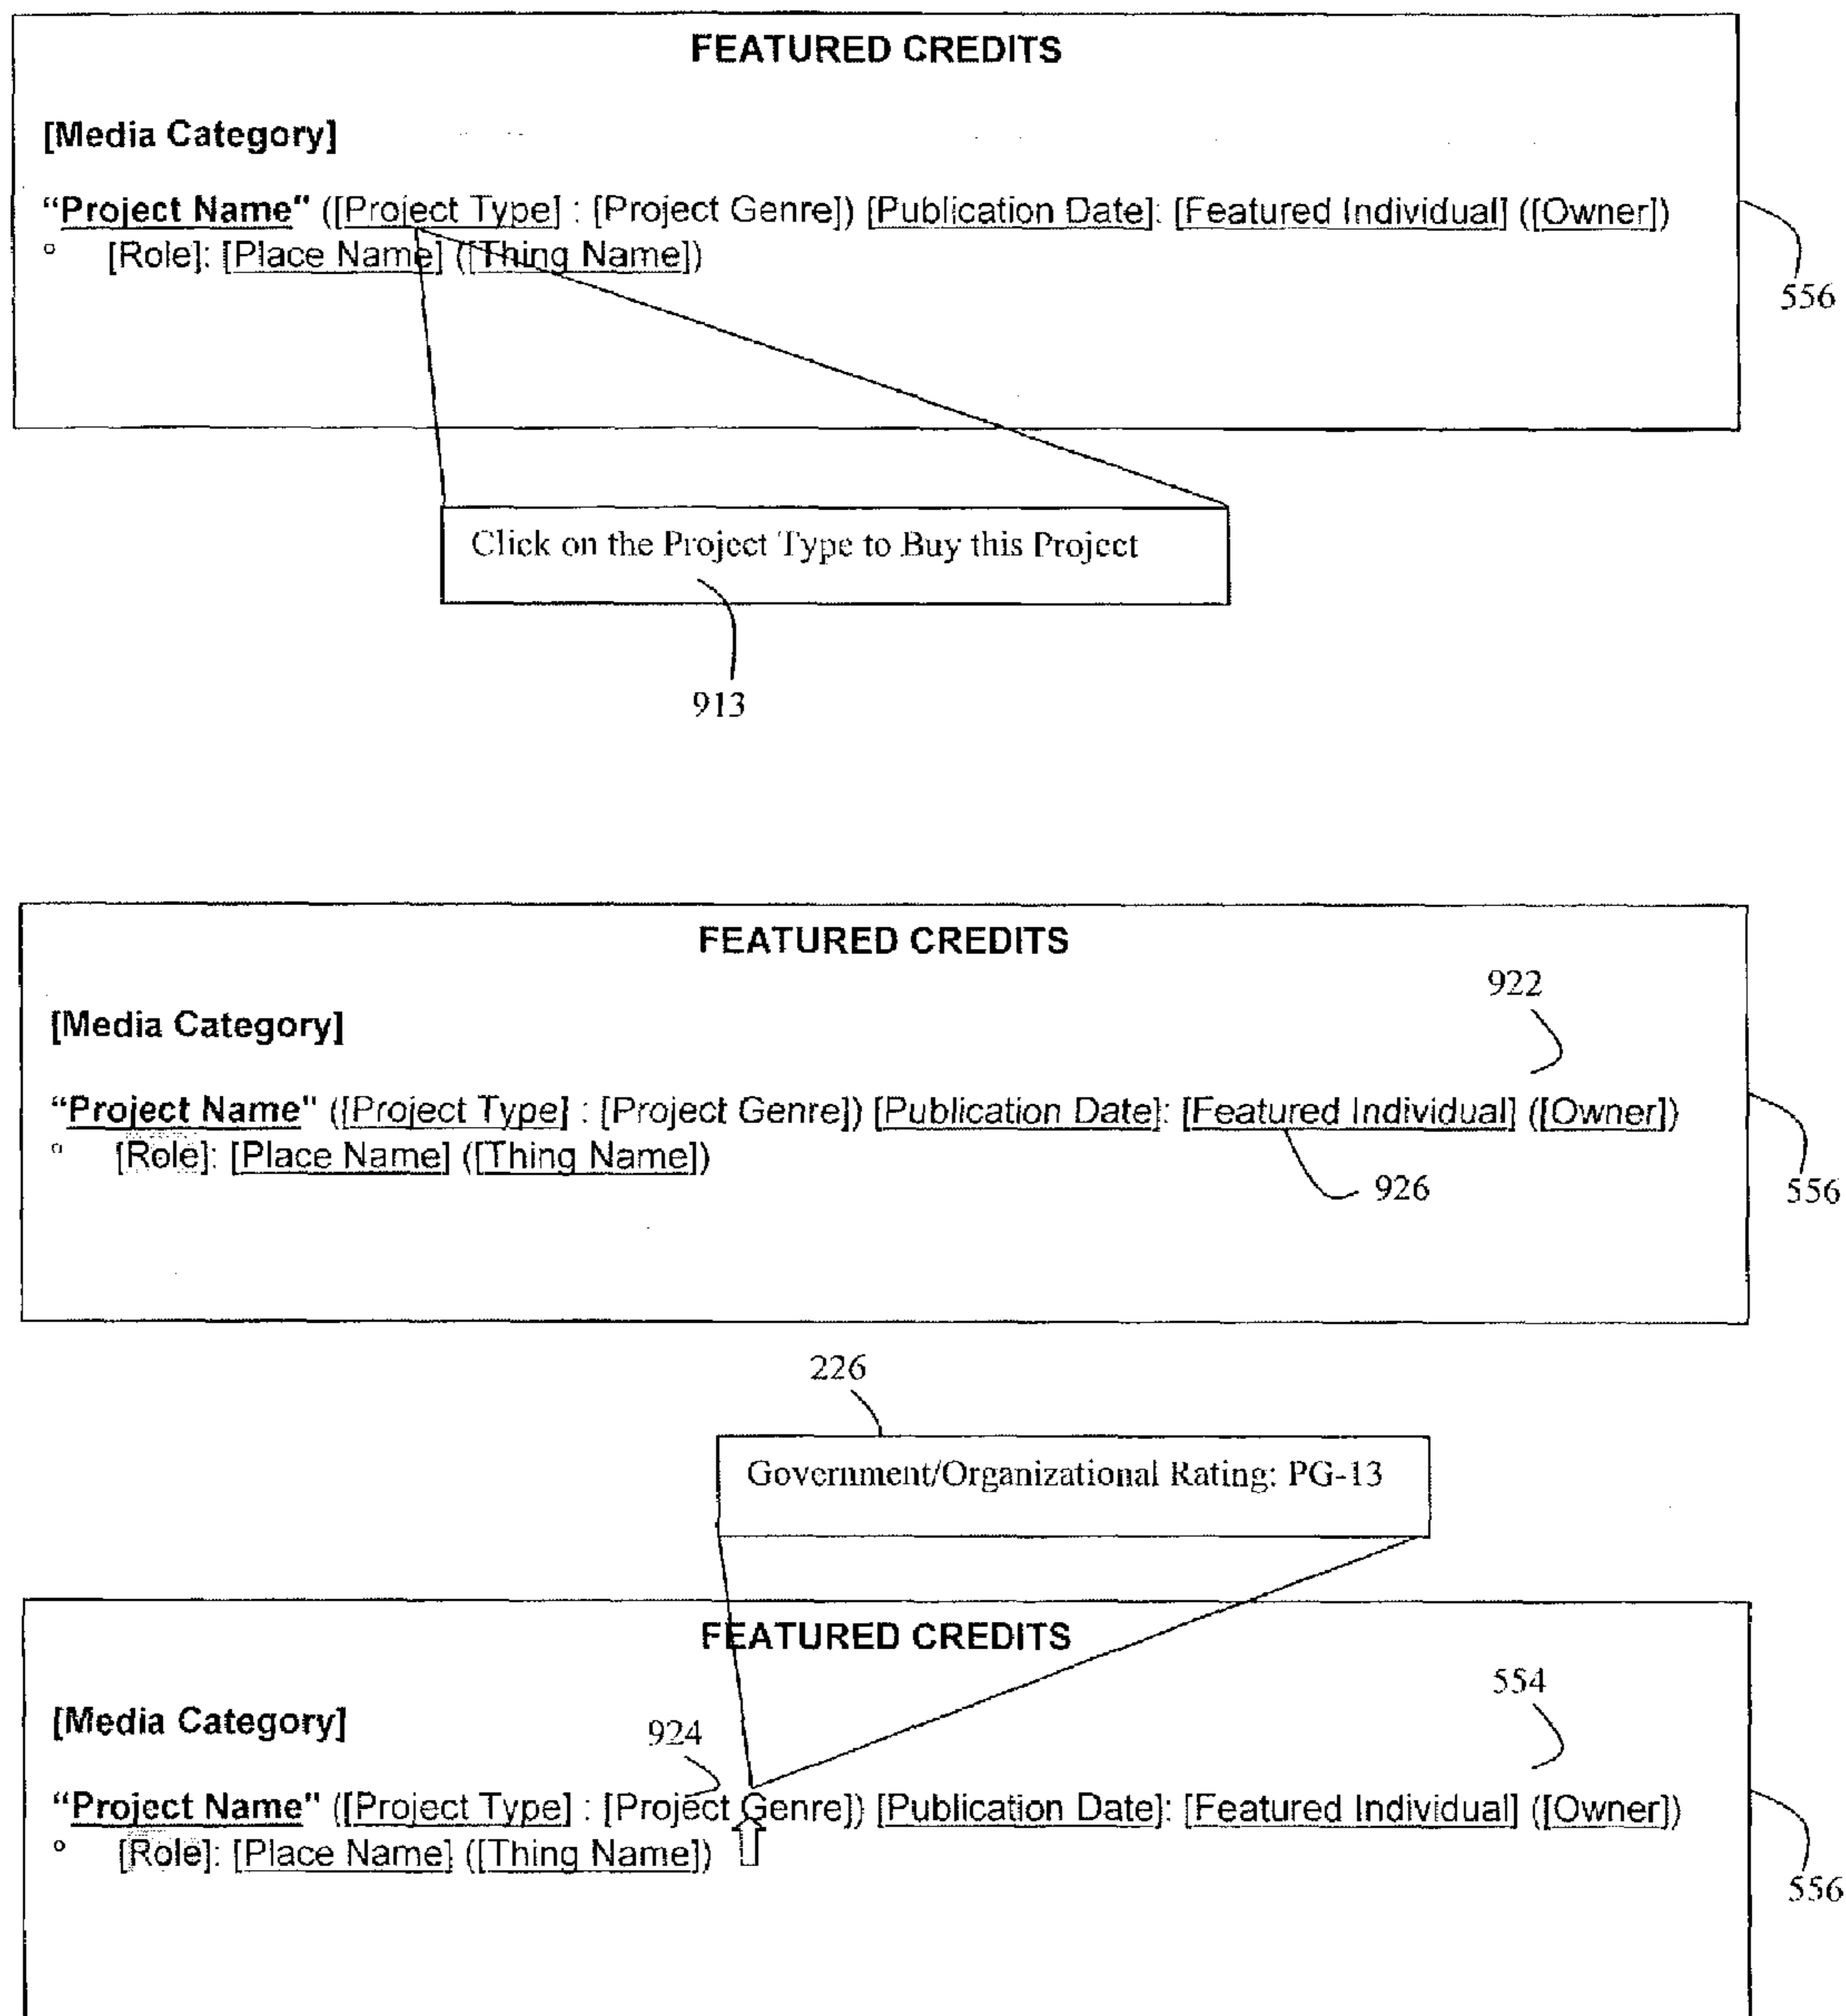 FEATURED CREDITS
[Media Category]
“Project Name" ([Project Type] : [Project Genre]) [Publication Date]: [Featured Individual] ([Owner])
° [Role]: [Place Name] ([Thing Name])
556
Click on the Project Type to Buy this Project
913
FEATURED CREDITS
922
[Media Category]
“Project Name" ([Project Type] : [Project Genre]) [Publication Date]: [Featured Individual] ([Owner])
° [Role]: [Place Name] ([Thing Name])
926
556
226
Government/Organizational Rating: PG-13
FEATURED CREDITS
554
[Media Category]
924
“Project Name" ([Project Type] : [Project Genre]) [Publication Date]: [Featured Individual] ([Owner])
° [Role]: [Place Name] ([Thing Name])
556